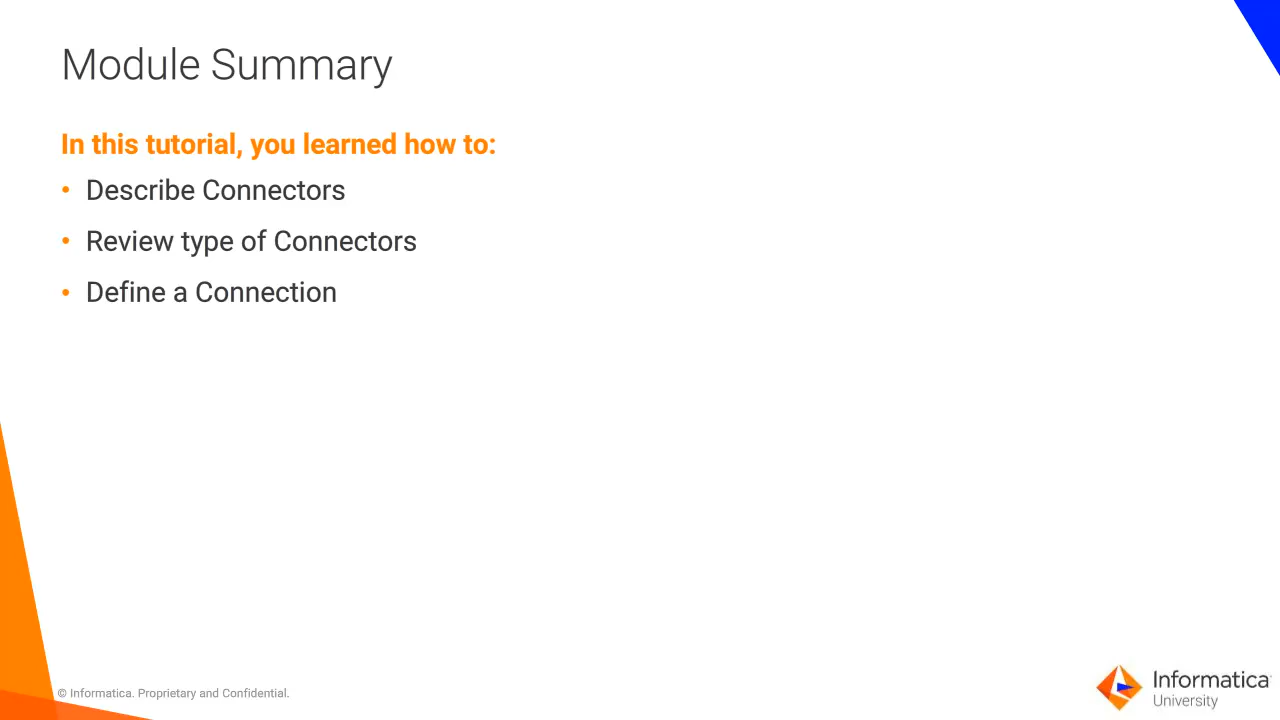 Module Summary
In this tutorial, you learned how to:
• Describe Connectors
• Review type of Connectors
• Define a Connection
© Informatica. Proprietary and Confidential.
Informatica
University